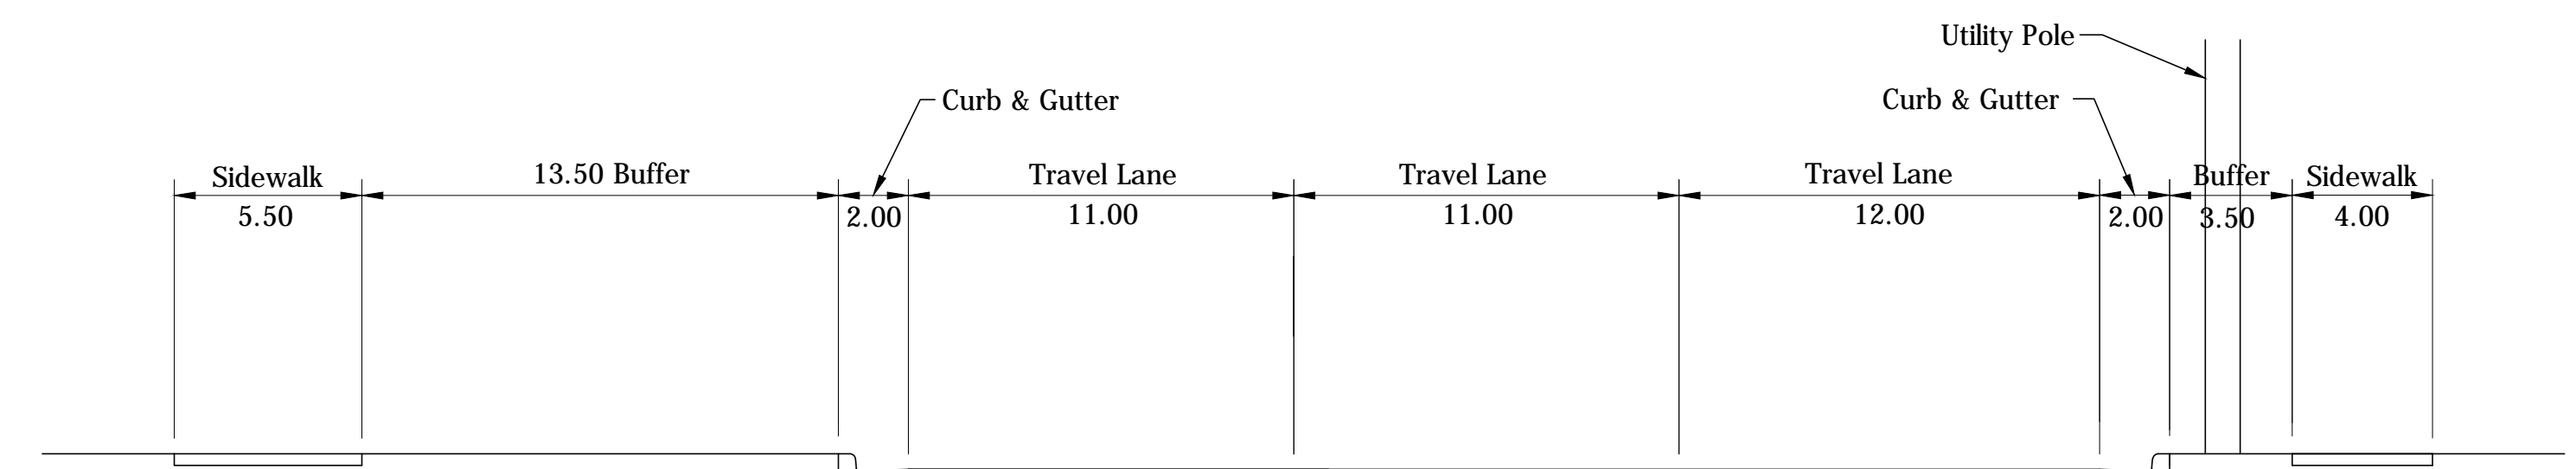 Utility Pole
Curb & Gutter
Curb & Gutter
Sidewalk
13.50 Buffer
Travel Lane
Travel Lane
Travel Lane
Buffer
Sidewalk
5.50
2.00
11.00
11.00
12.00
2.00
3.50
4.00